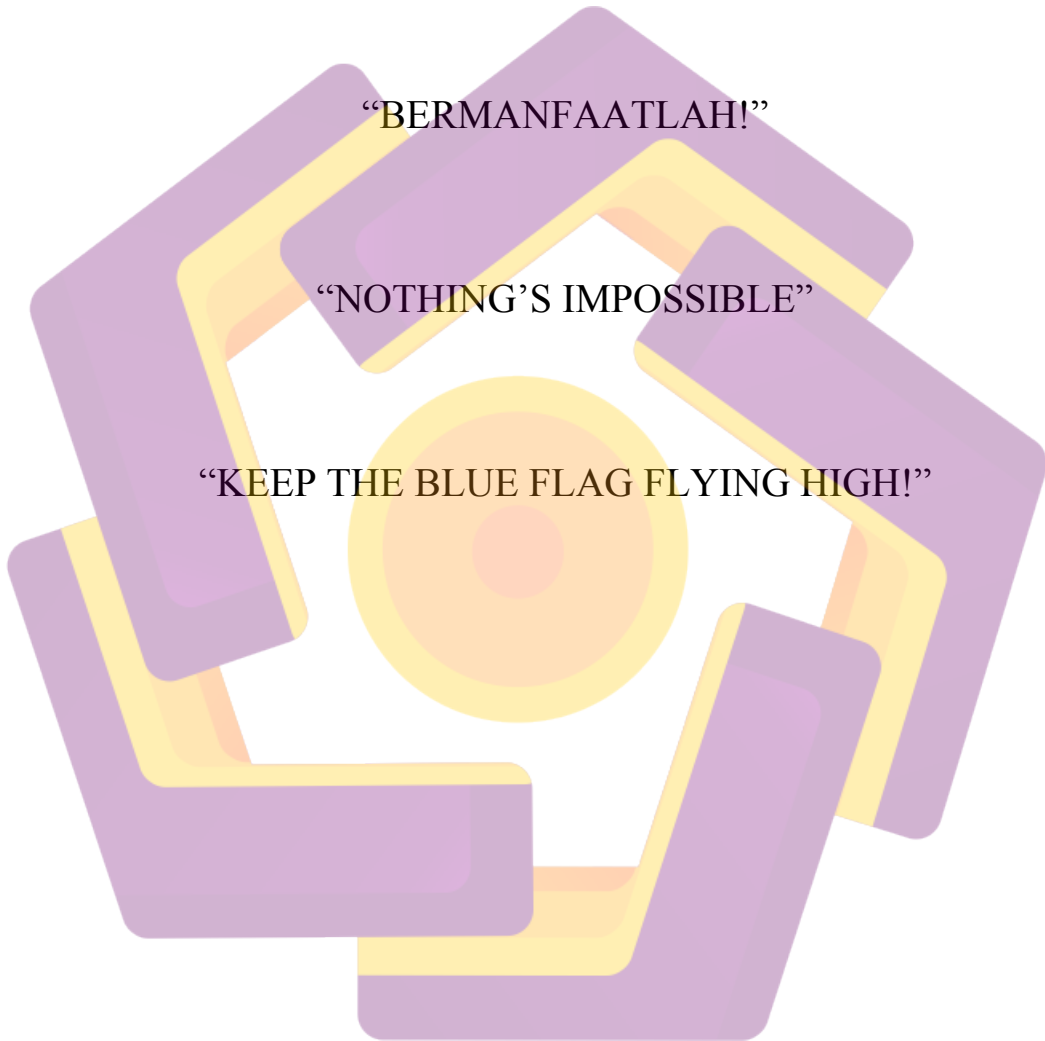 “BERMANFAATLAH!”
“NOTHING’S IMPOSSIBLE”
“KEEP THE BLUE FLAG FLYING HIGH!”